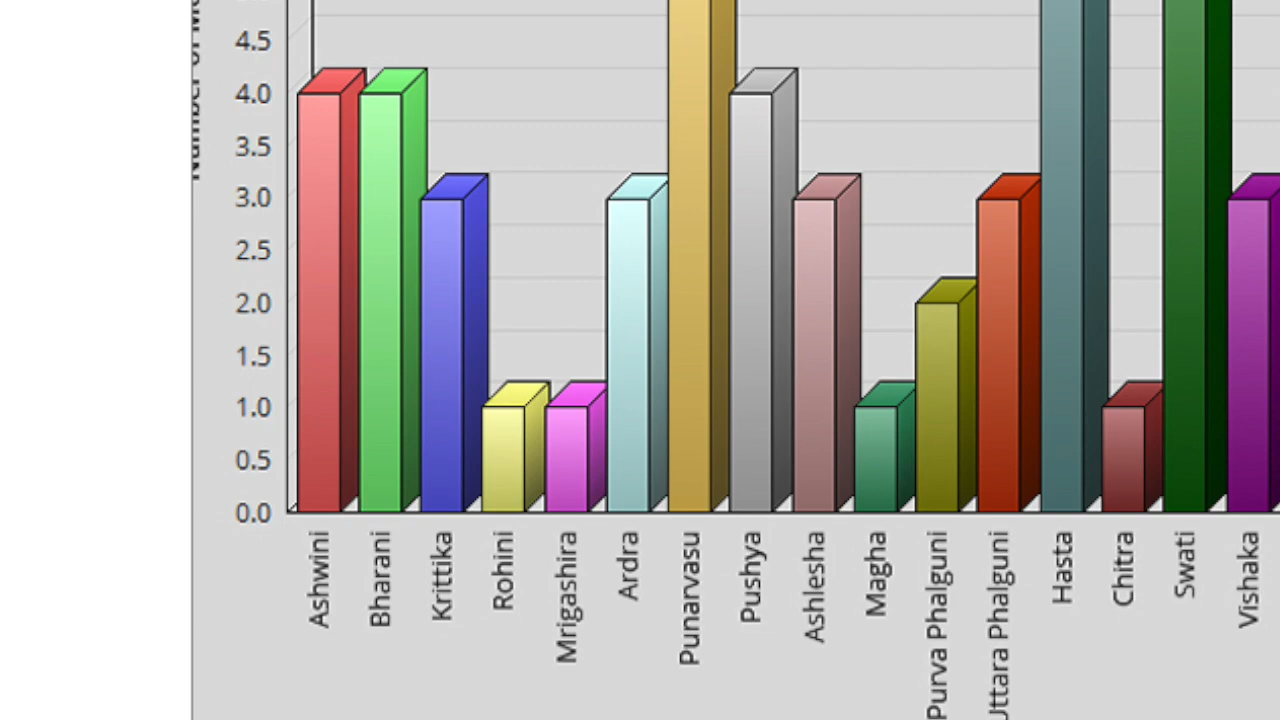 4.5
4.0
3.5
3.0
2.5
2.0
1.5
1.0
0.5
0.0
Ashwini
Bharani
Krittika
Rohini
Mrigashira
Ardra
Punarvasu
Pushya
Ashlesha
Magha
Purva Phalguni
Uttara Phalguni
Hasta
Chitra
Swati
Vishaka